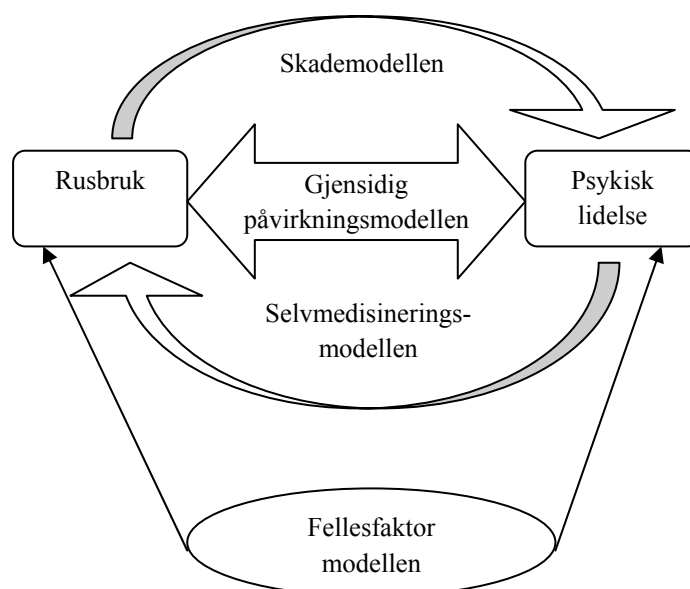 Skademodellen
Rusbruk
Gjensidig
påvirkningsmodellen
Psykisk
lidelse
Selvmedisinerings-
modellen
Fellesfaktor
modellen